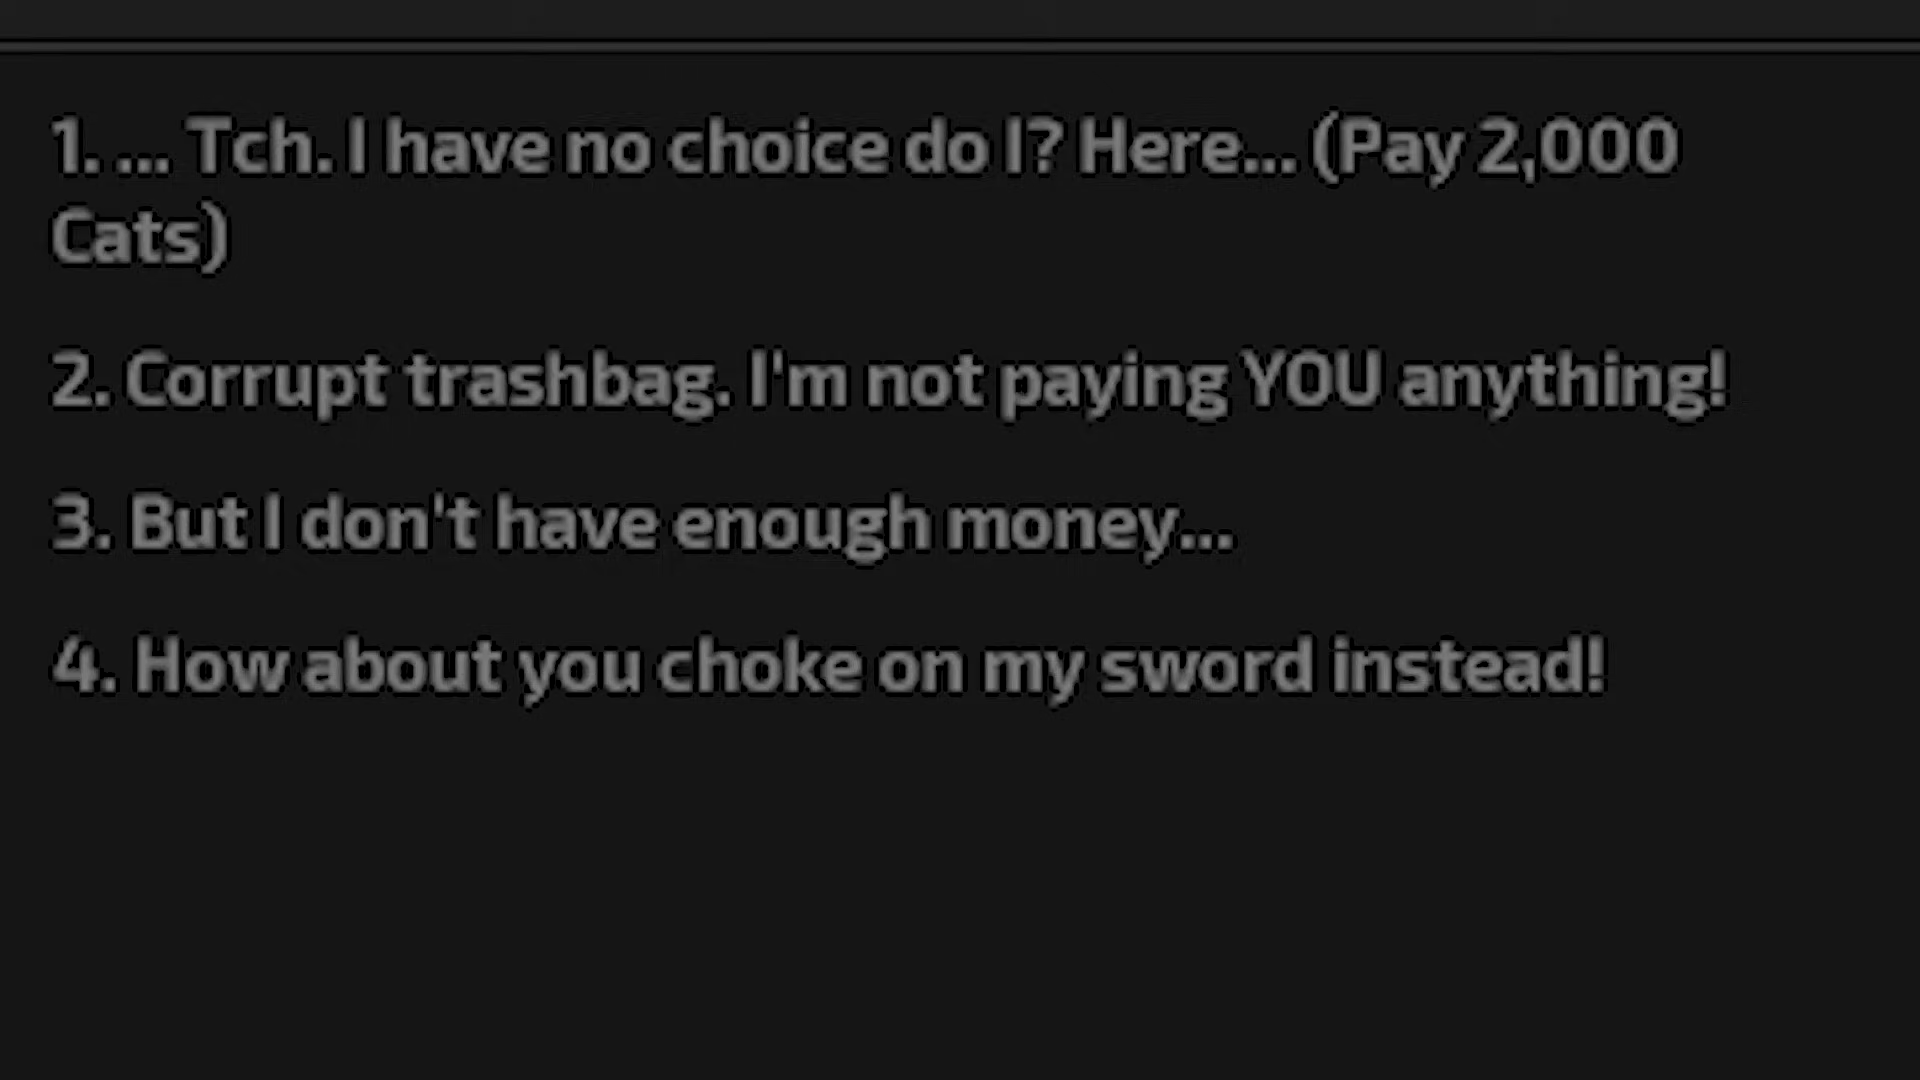 1. ... Tch. I have no choice do I? Here... (Pay 2,000
Cats)
2. Corrupt trashbag. I'm not paying YOU anything!
3. But I don't have enough money...
4. How about you choke on my sword instead!